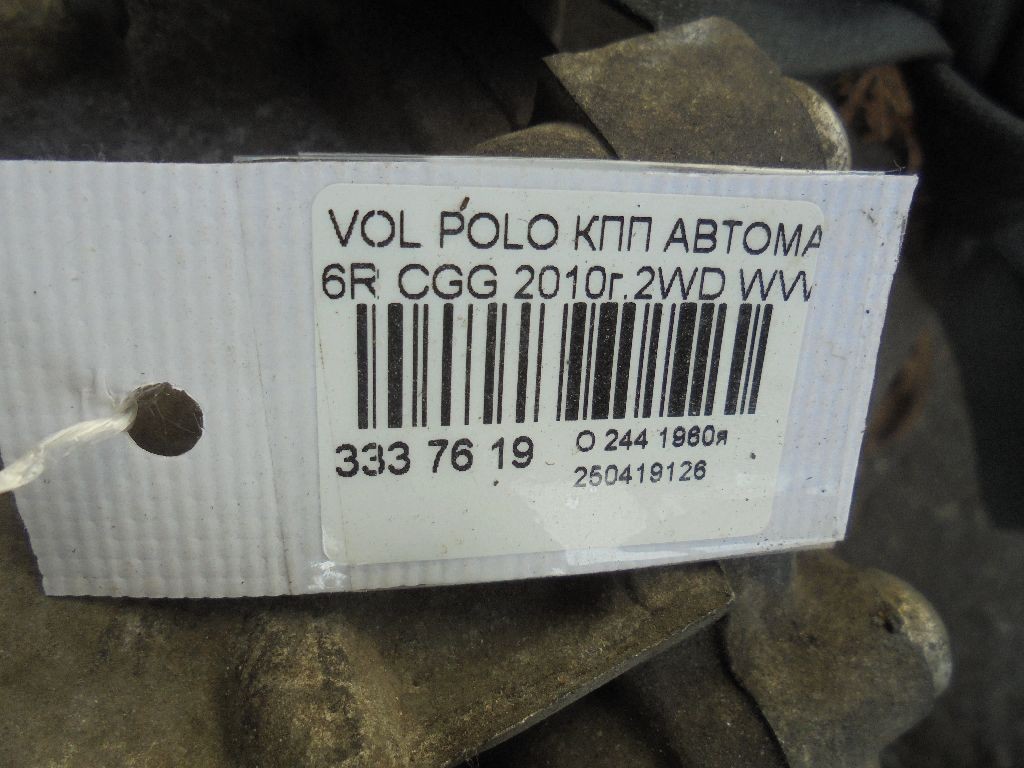 VOL POLO КПП АВТОМА
6R CGG 2010г.2WD WW
333 76 19
О 244 1960я
250419126